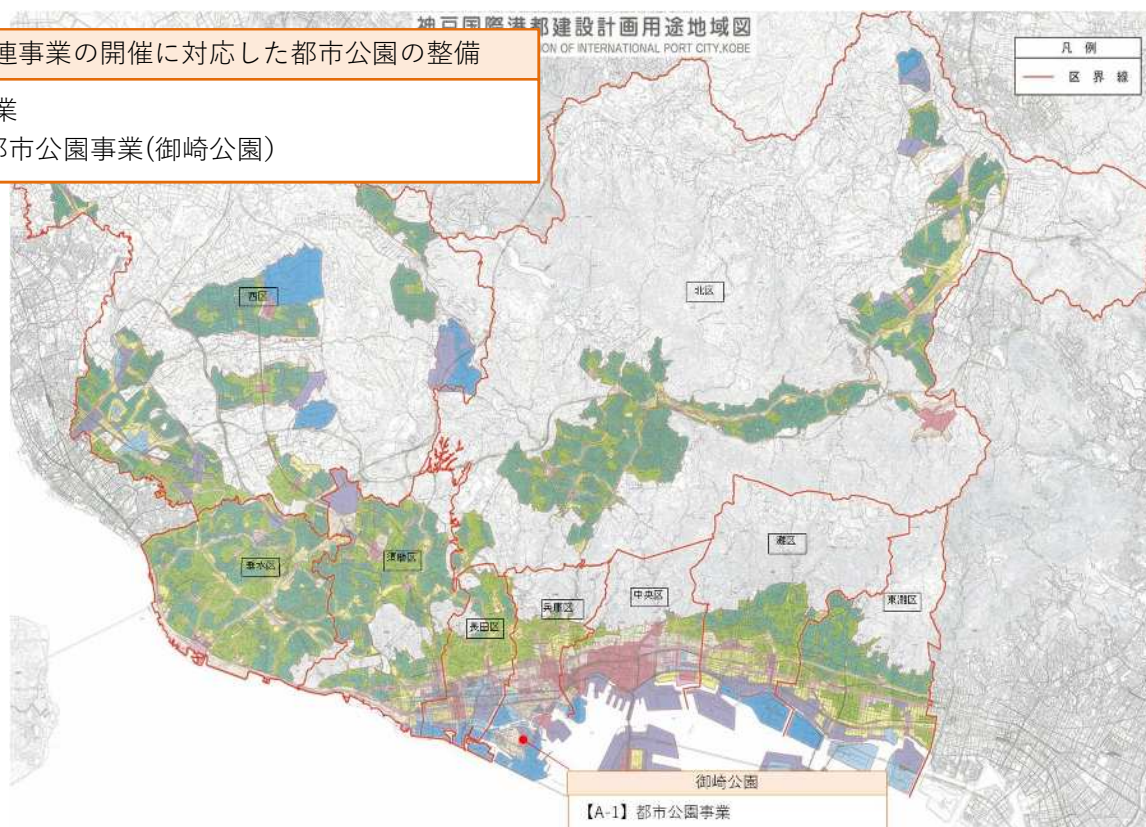 神戸国際港都建設計画用途地域図
ON OF INTERNATIONAL PORT CITY,KOBE
連事業の開催に対応した都市公園の整備
業
都市公園事業(御崎公園)
凡 例
区 界 線
西区
北区
灘区
垂水区
須磨区
中央区
東灘区
兵庫区
長田区
御崎公園
【A-1】都市公園事業